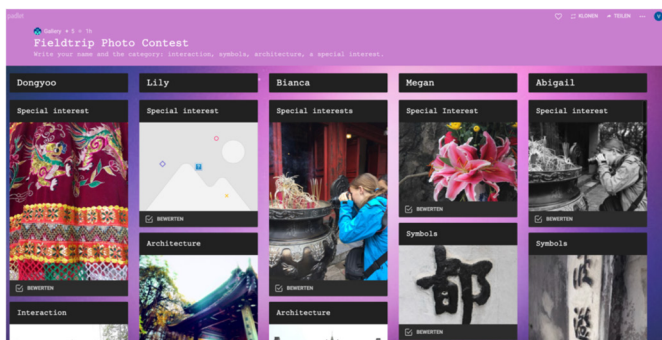 padlet
KLONEN
TEILEN
Gallery + 5 • 1h
Fieldtrip Photo Contest
Write your name and the category: interaction, symbols, architecture, a special interest.
Dongyoo
Special interest
BEWERTEN
Interaction
Lily
Special interest
BEWERTEN
Architecture
Bianca
Special interests
BEWERTEN
Architecture
Megan
Special Interest
BEWERTEN
Symbols
都
BEWERTEN
Abigail
Special interest
BEWERTEN
Symbols